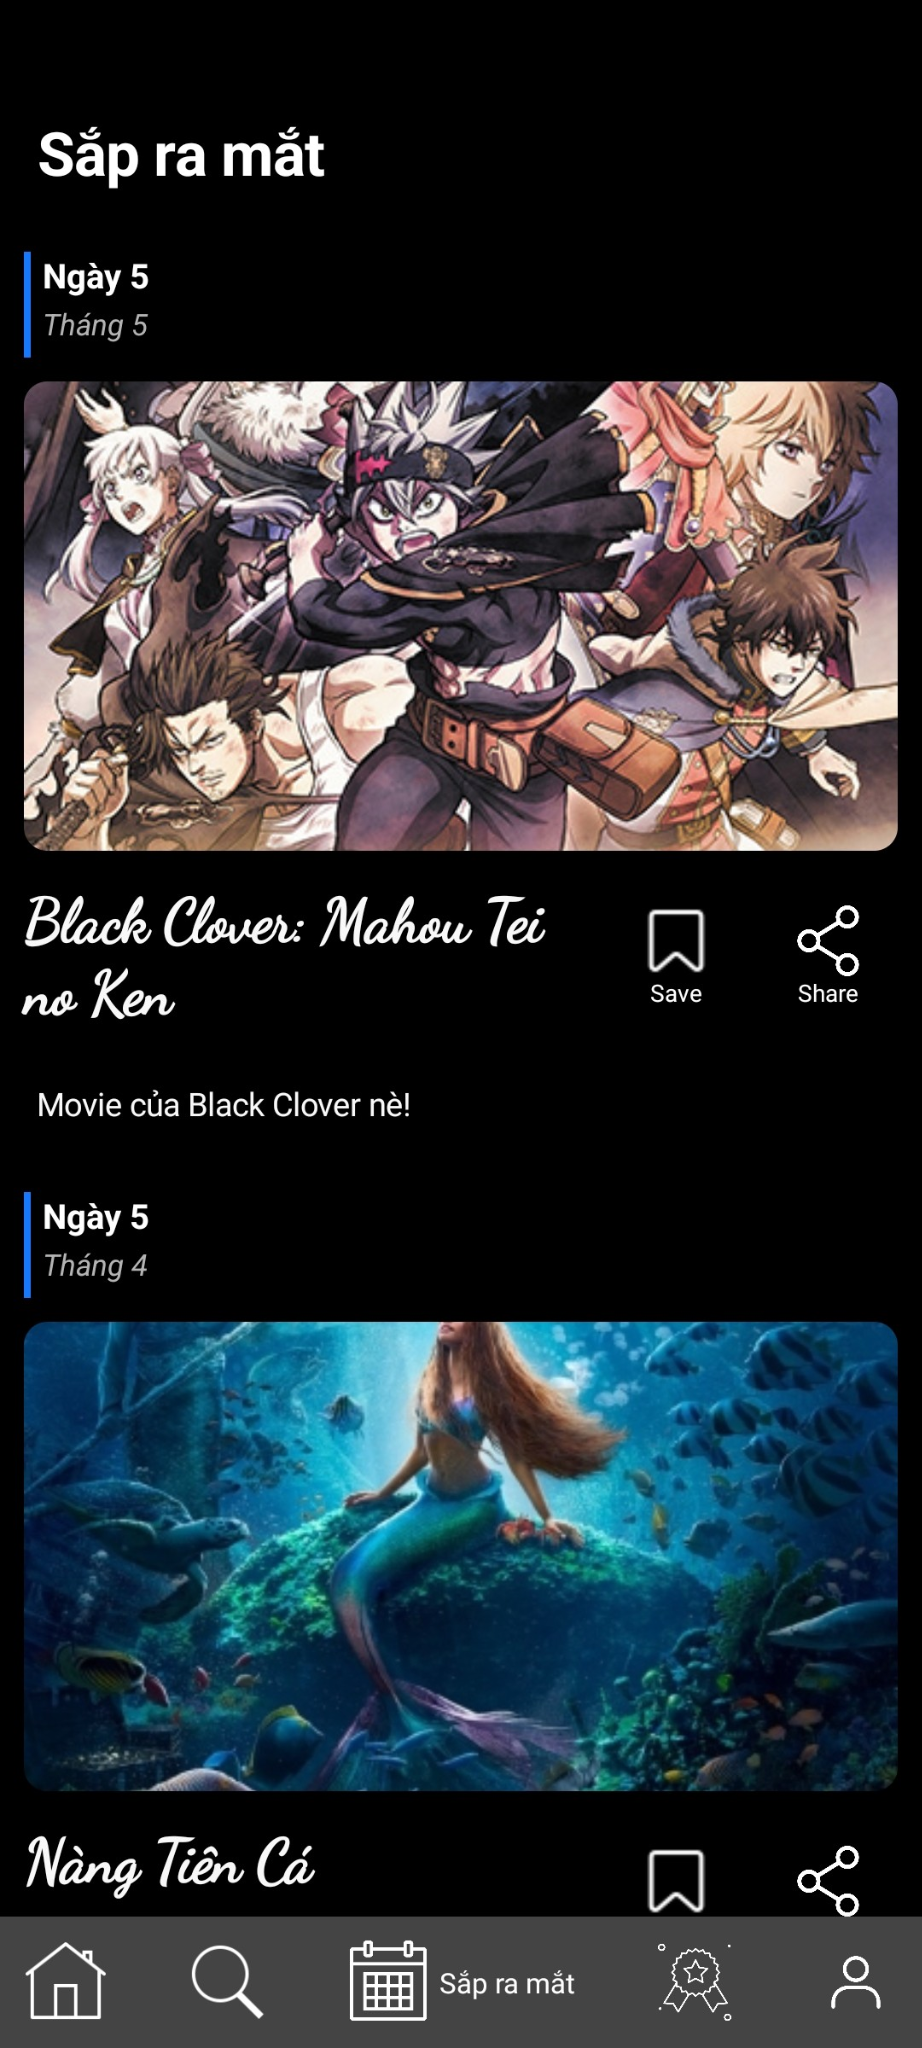 Sắp ra mắt
Ngày 5
Tháng 5
Black Clover: Mahou Tei
no Ken
Save
Share
Movie của Black Clover nè!
Ngày 5
Tháng 4
Nàng Tiên Cá
Sắp ra mắt